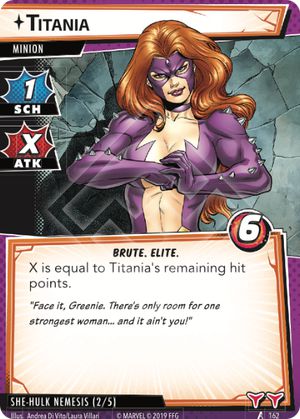 TITANIA
MINION
1
SCH
X
ATK
6
BRUTE. ELITE.
X is equal to Titania's remaining hit
points.
"Face it, Greenie. There's only room for one
strongest woman... and it ain't you!"
SHE-HULK NEMESIS (2/5)
Illus. Andrea Di Vito/Laura Villari
© MARVEL © 2019 FFG
162